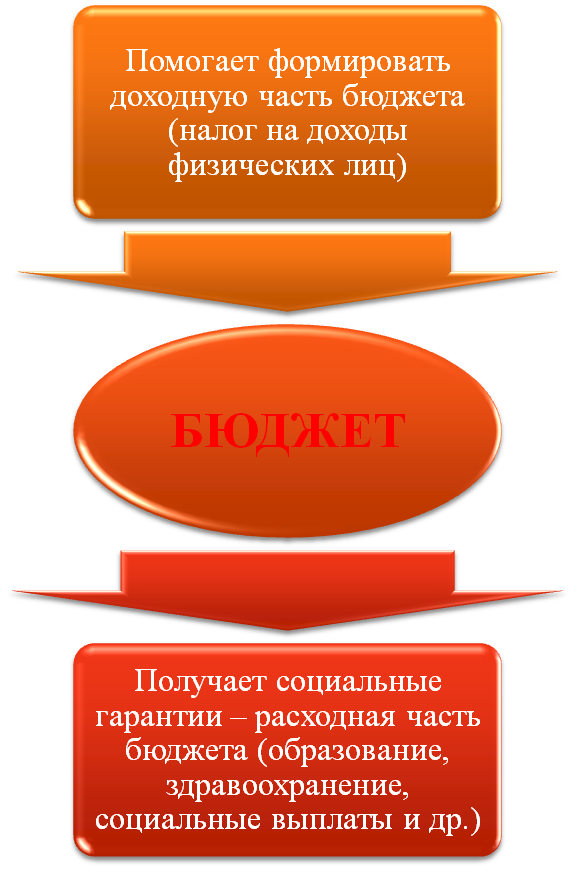 Помогает формировать
доходную часть бюджета
(налог на доходы
физических лиц)
БЮДЖЕТ
Получает социальные
гарантии – расходная часть
бюджета (образование,
здравоохранение,
социальные выплаты и др.)